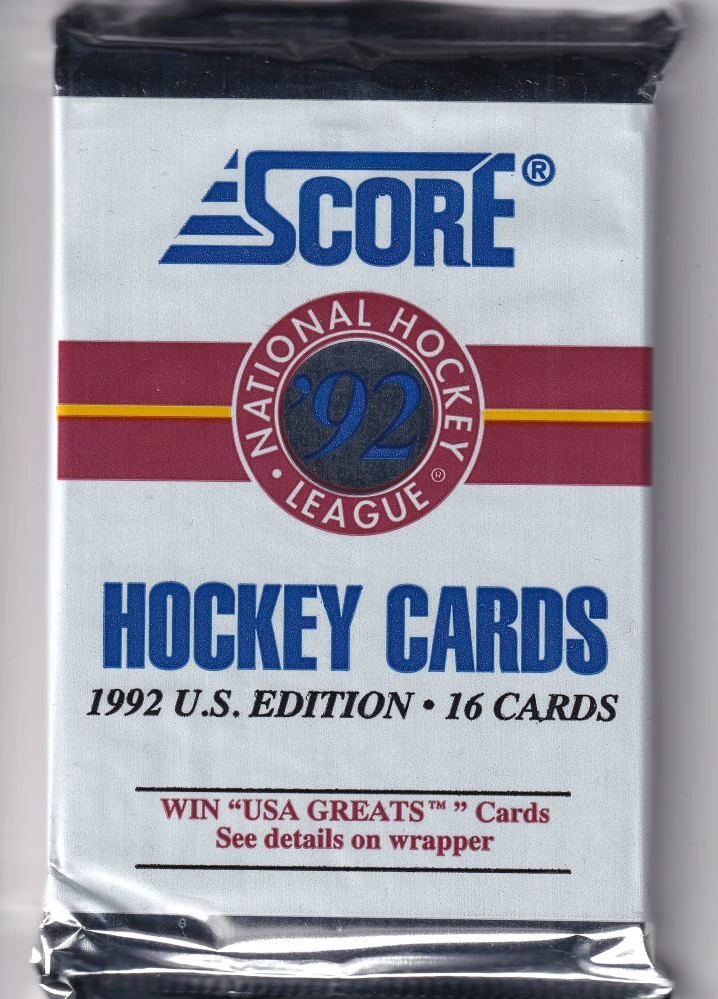 SCORE®
NATIONAL HOCKEY
'92
• LEAGUE ®
HOCKEY CARDS
1992 U.S. EDITION • 16 CARDS
WIN “USA GREATS™” Cards
See details on wrapper